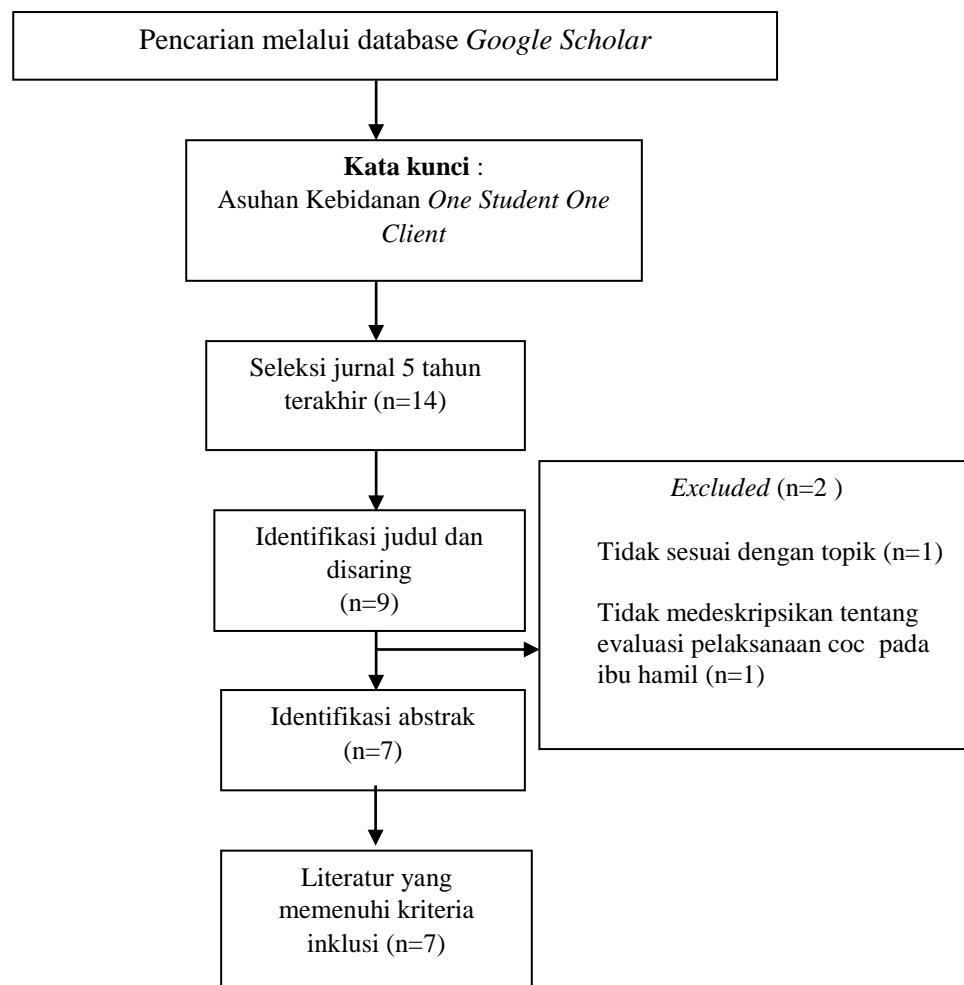 Pencarian melalui database Google Scholar
Kata kunci :
Asuhan Kebidanan One Student One
Client
Seleksi jurnal 5 tahun
terakhir (n=14)
Identifikasi judul dan
disaring
(n=9)
Excluded (n=2 )
Tidak sesuai dengan topik (n=1)
Tidak medeskripsikan tentang
evaluasi pelaksanaan coc pada
ibu hamil (n=1)
Identifikasi abstrak
(n=7)
Literatur yang
memenuhi kriteria
inklusi (n=7)